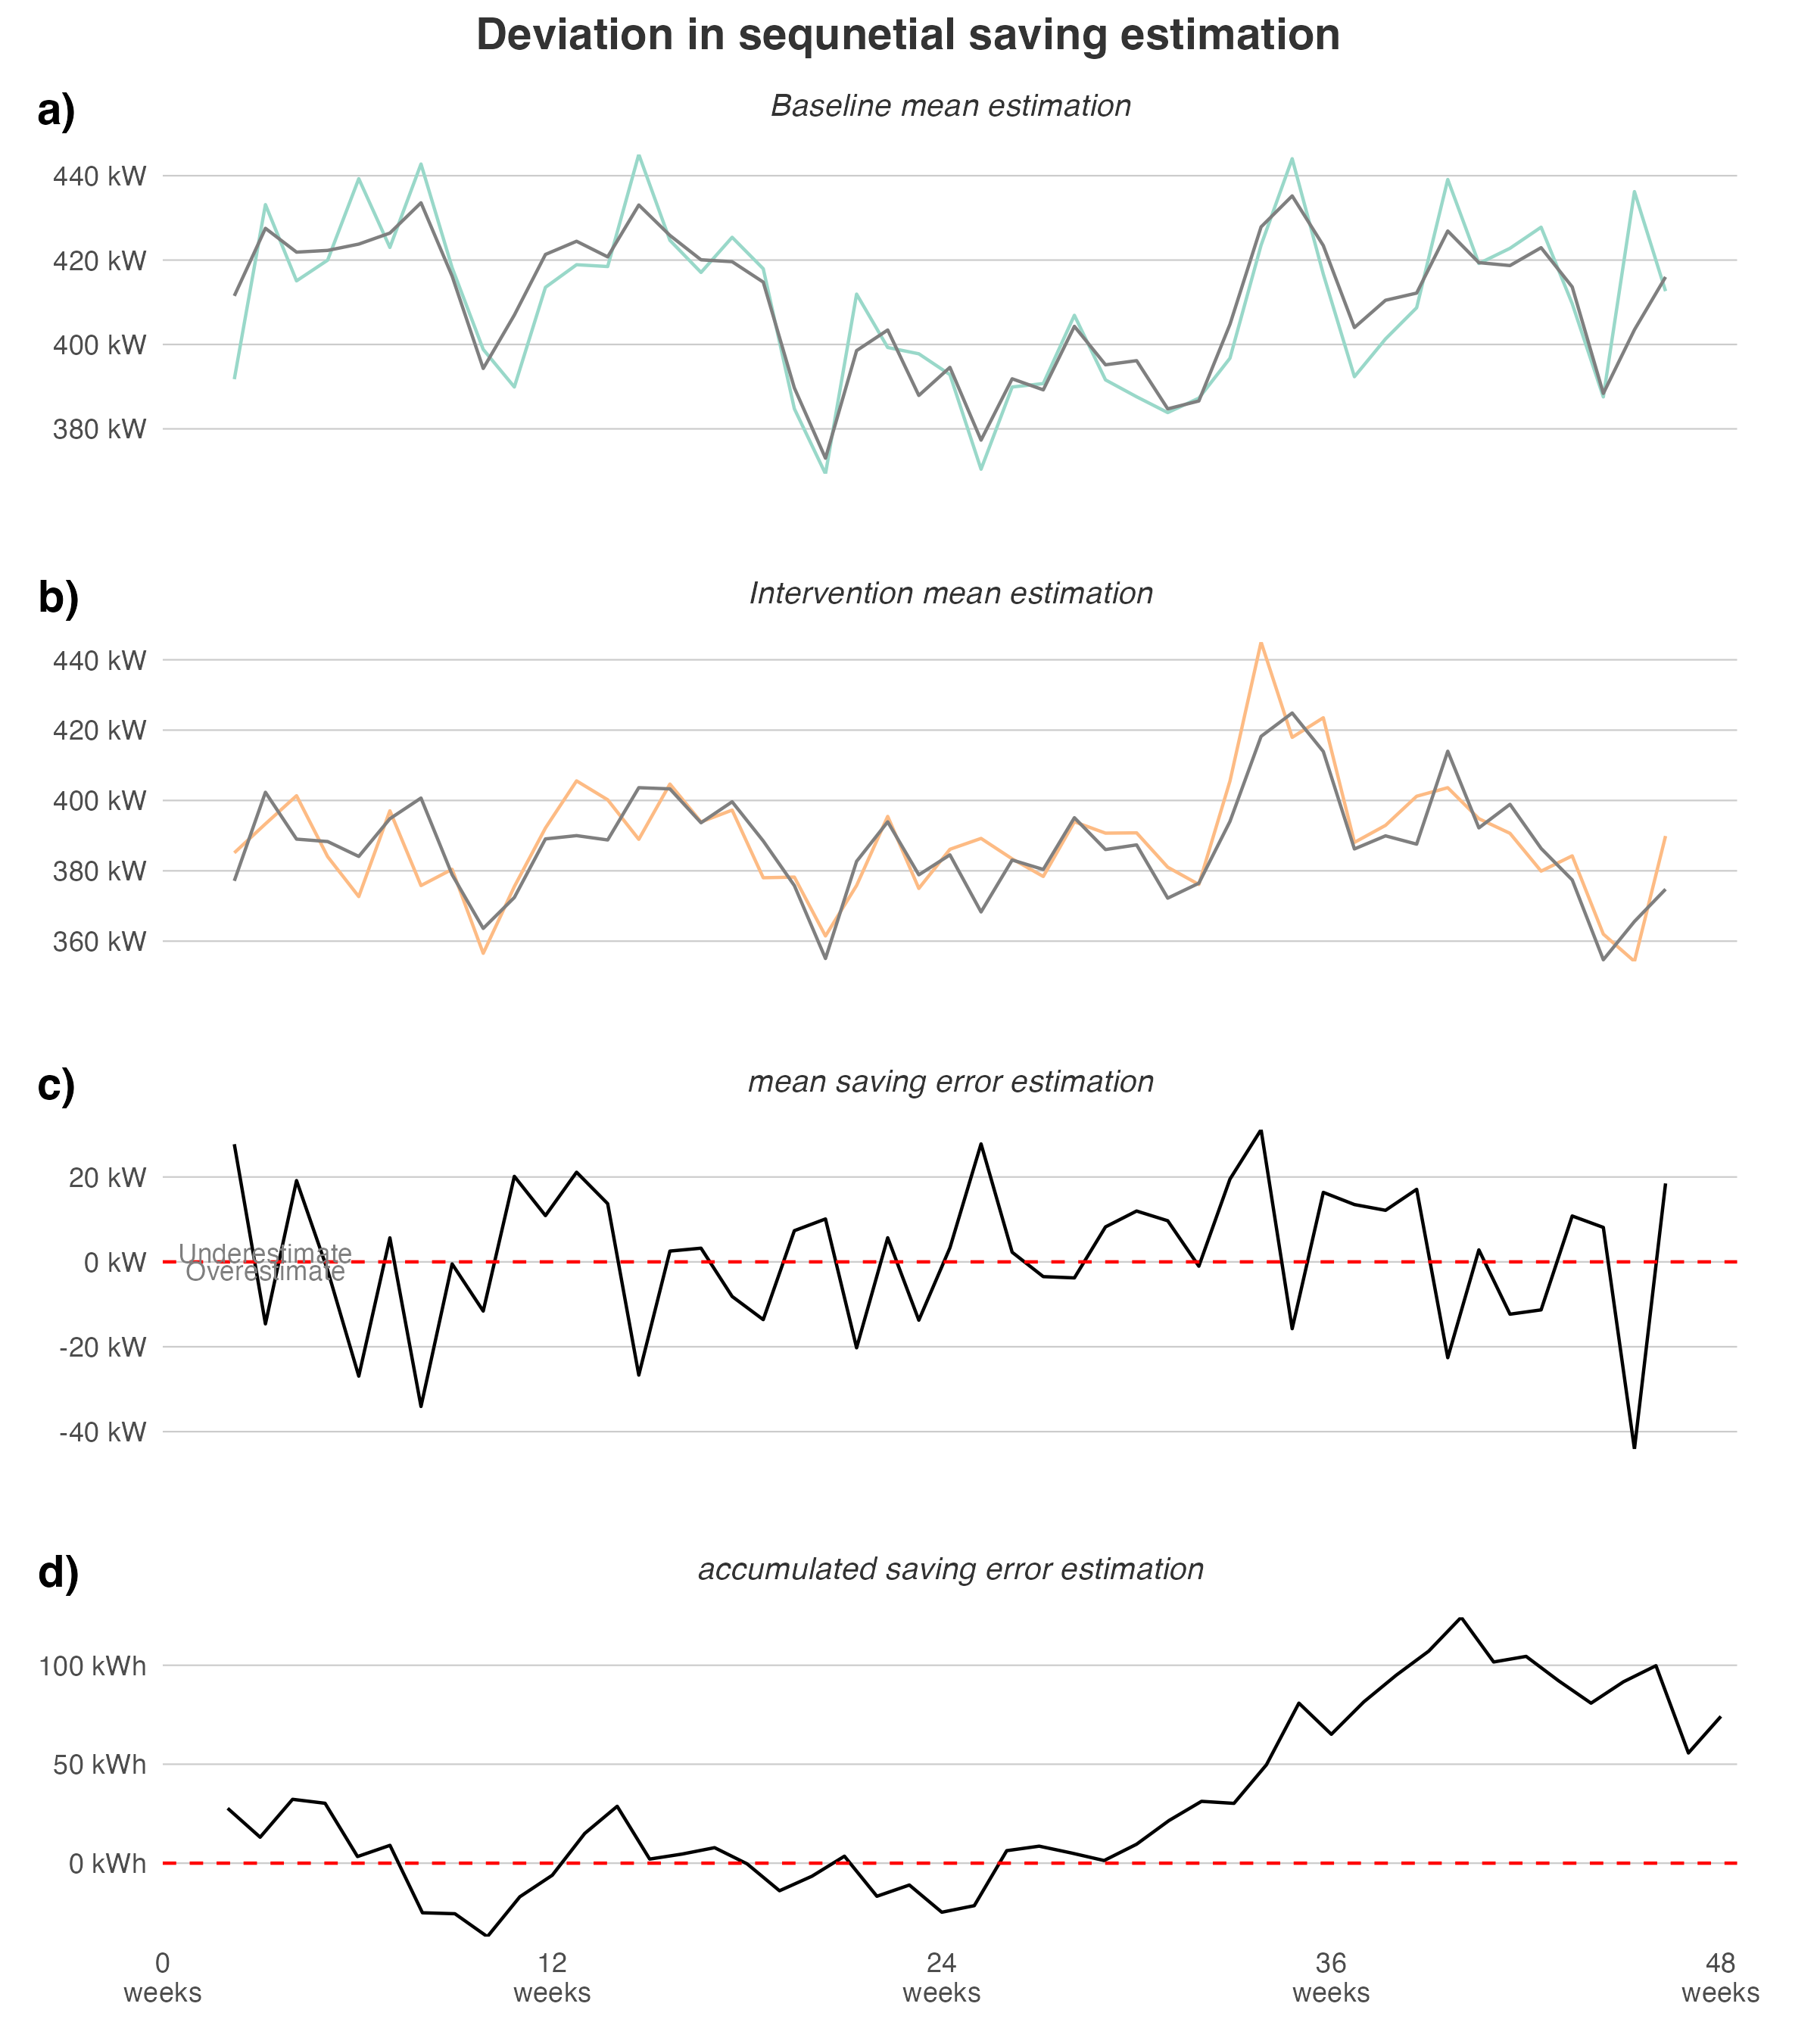 Deviation in sequnetial saving estimation
a)
Baseline mean estimation
440 kW
420 kW
400 kW
380 kW
b)
Intervention mean estimation
440 kW
420 kW
400 kW
380 kW
360 kW
c)
mean saving error estimation
20 kW
Underestimate
0 kW
Overestimate
-20 kW
-40 kW
d)
accumulated saving error estimation
100 kWh
50 kWh
0 kWh
0 12 24 36 48
weeks weeks weeks weeks weeks